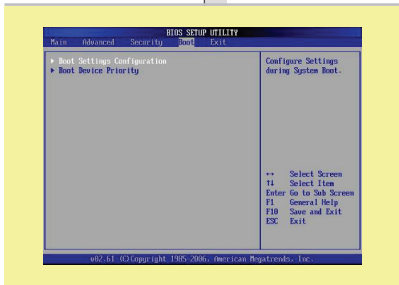 BIOS SETUP UTILITY
Main Advanced Security Boot Exit
▸ Boot Settings Configuration
▸ Boot Device Priority
Configure Settings
during System Boot.
↔ Select Screen
↑↓ Select Item
Enter Go to Sub Screen
F1 General Help
F10 Save and Exit
ESC Exit
v02.61 (C)Copyright 1985-2006, American Megatrends, Inc.